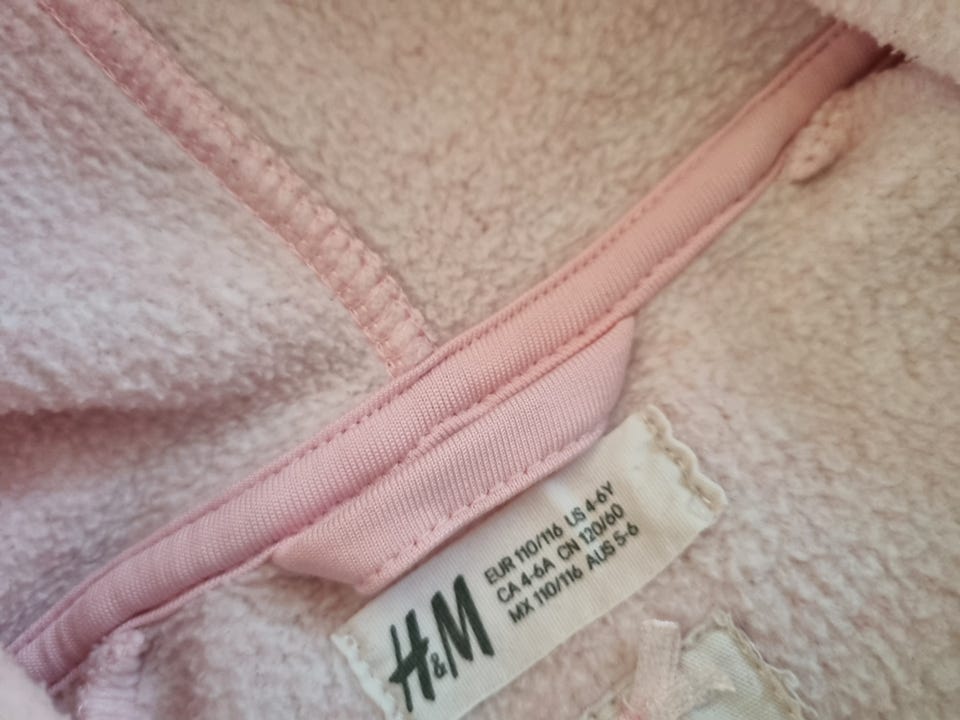 H&M
EUR 110/116 US 4-6Y
CA 4-6A CN 120/60
MX 110/116 AUS 5-6